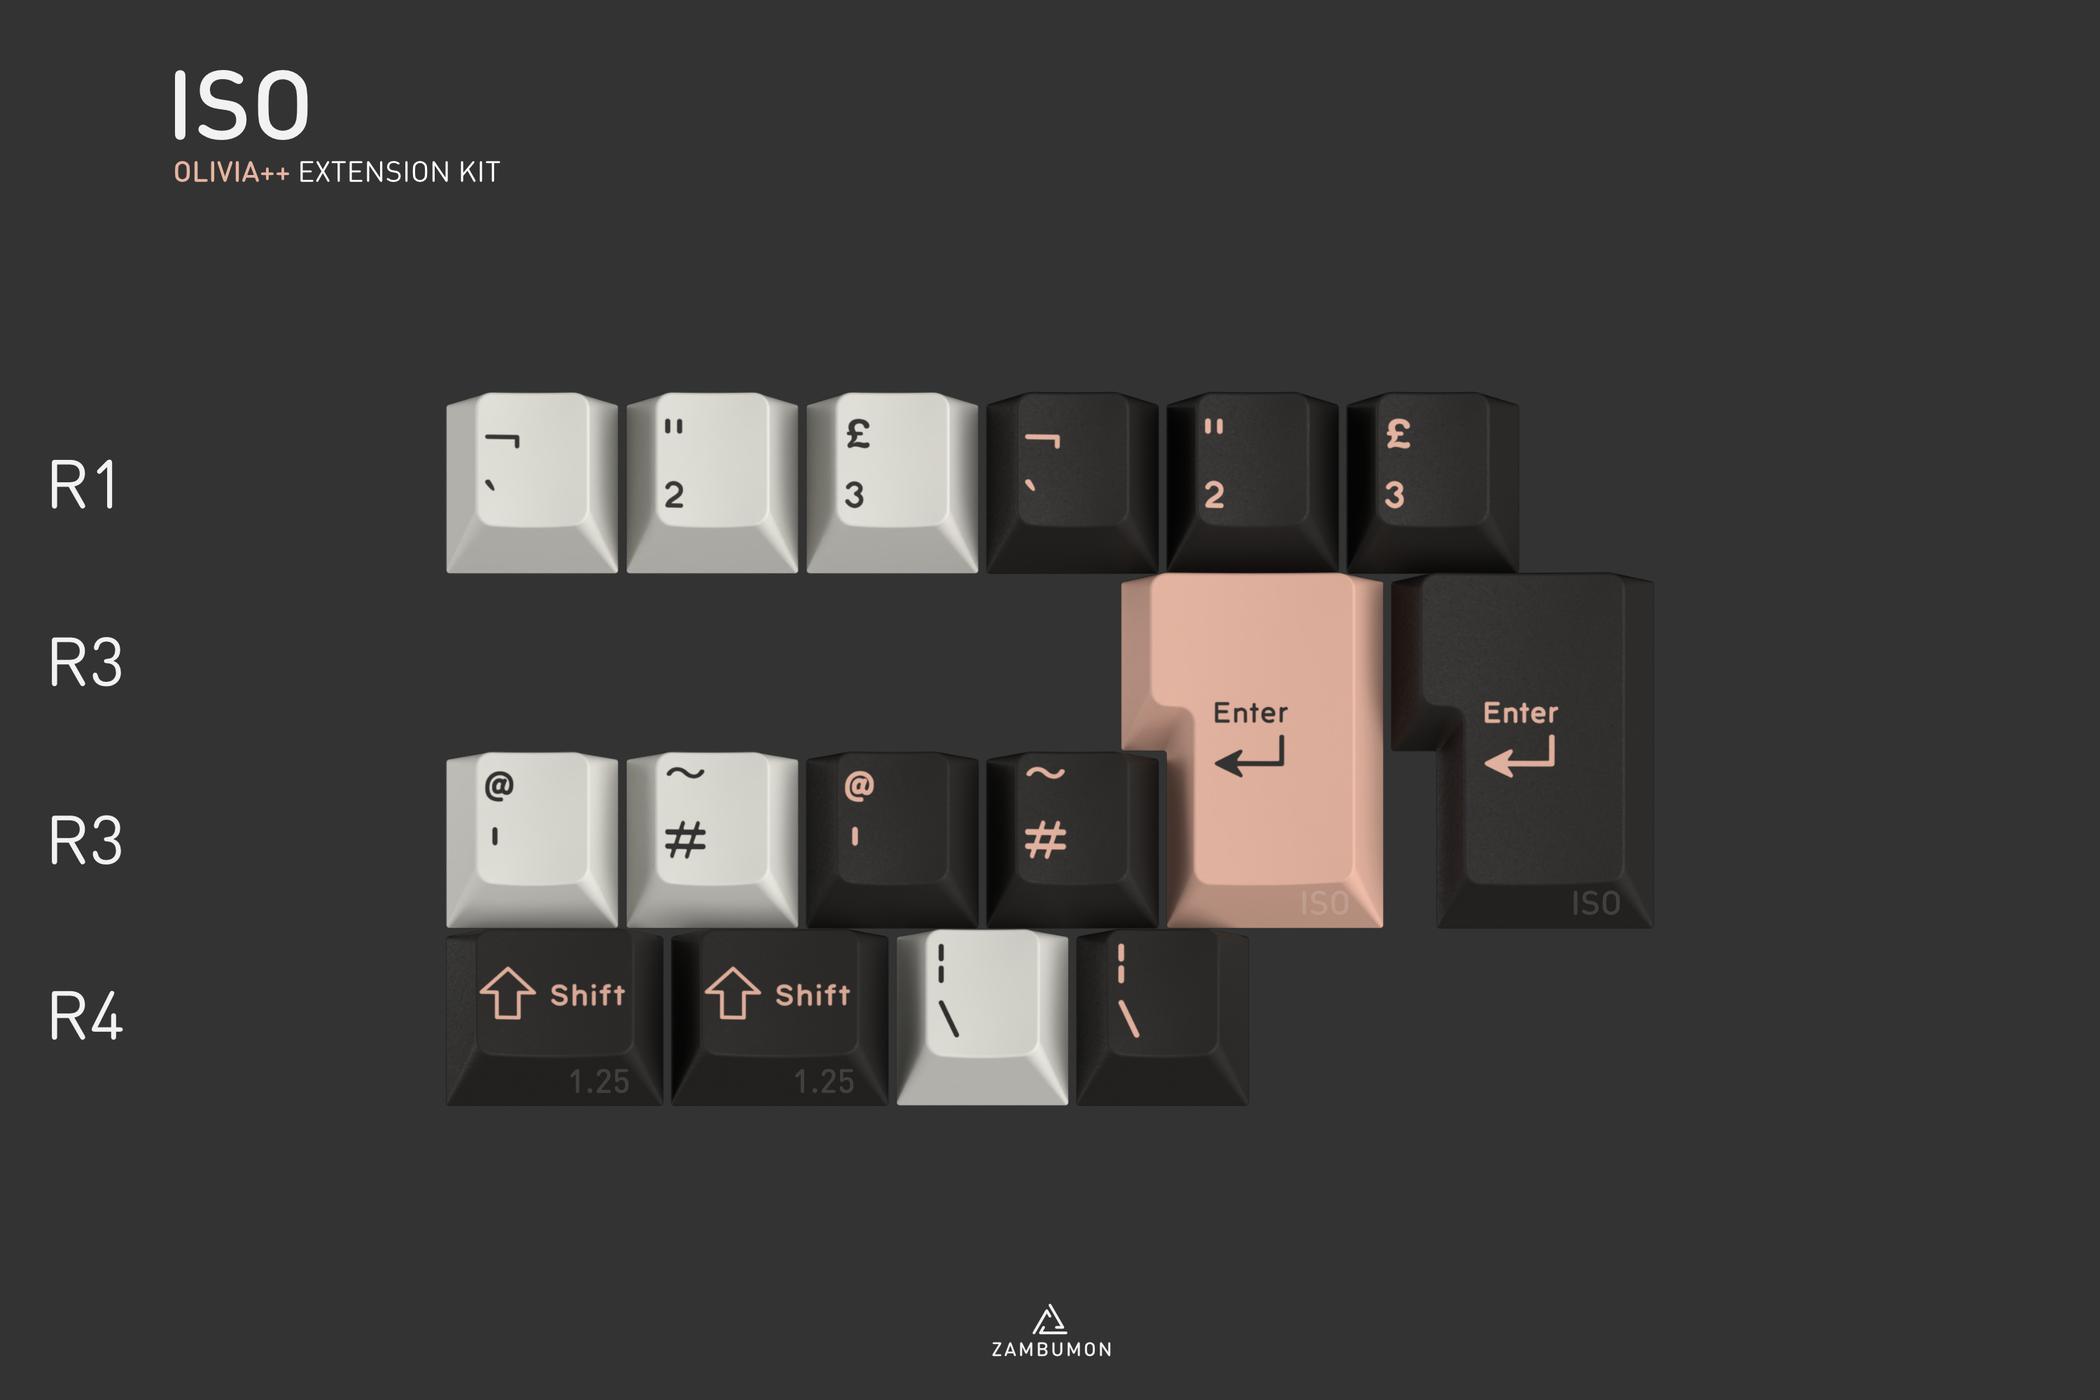 ISO
OLIVIA++ EXTENSION KIT
R1
¬ " £ ¬ " £
` 2 3 ` 2 3
R3
Enter Enter
R3
@ ~ @ ~
' # ' #
ISO ISO
R4
Shift Shift ¦ ¦
\ \
1.25 1.25
ZAMBUMON